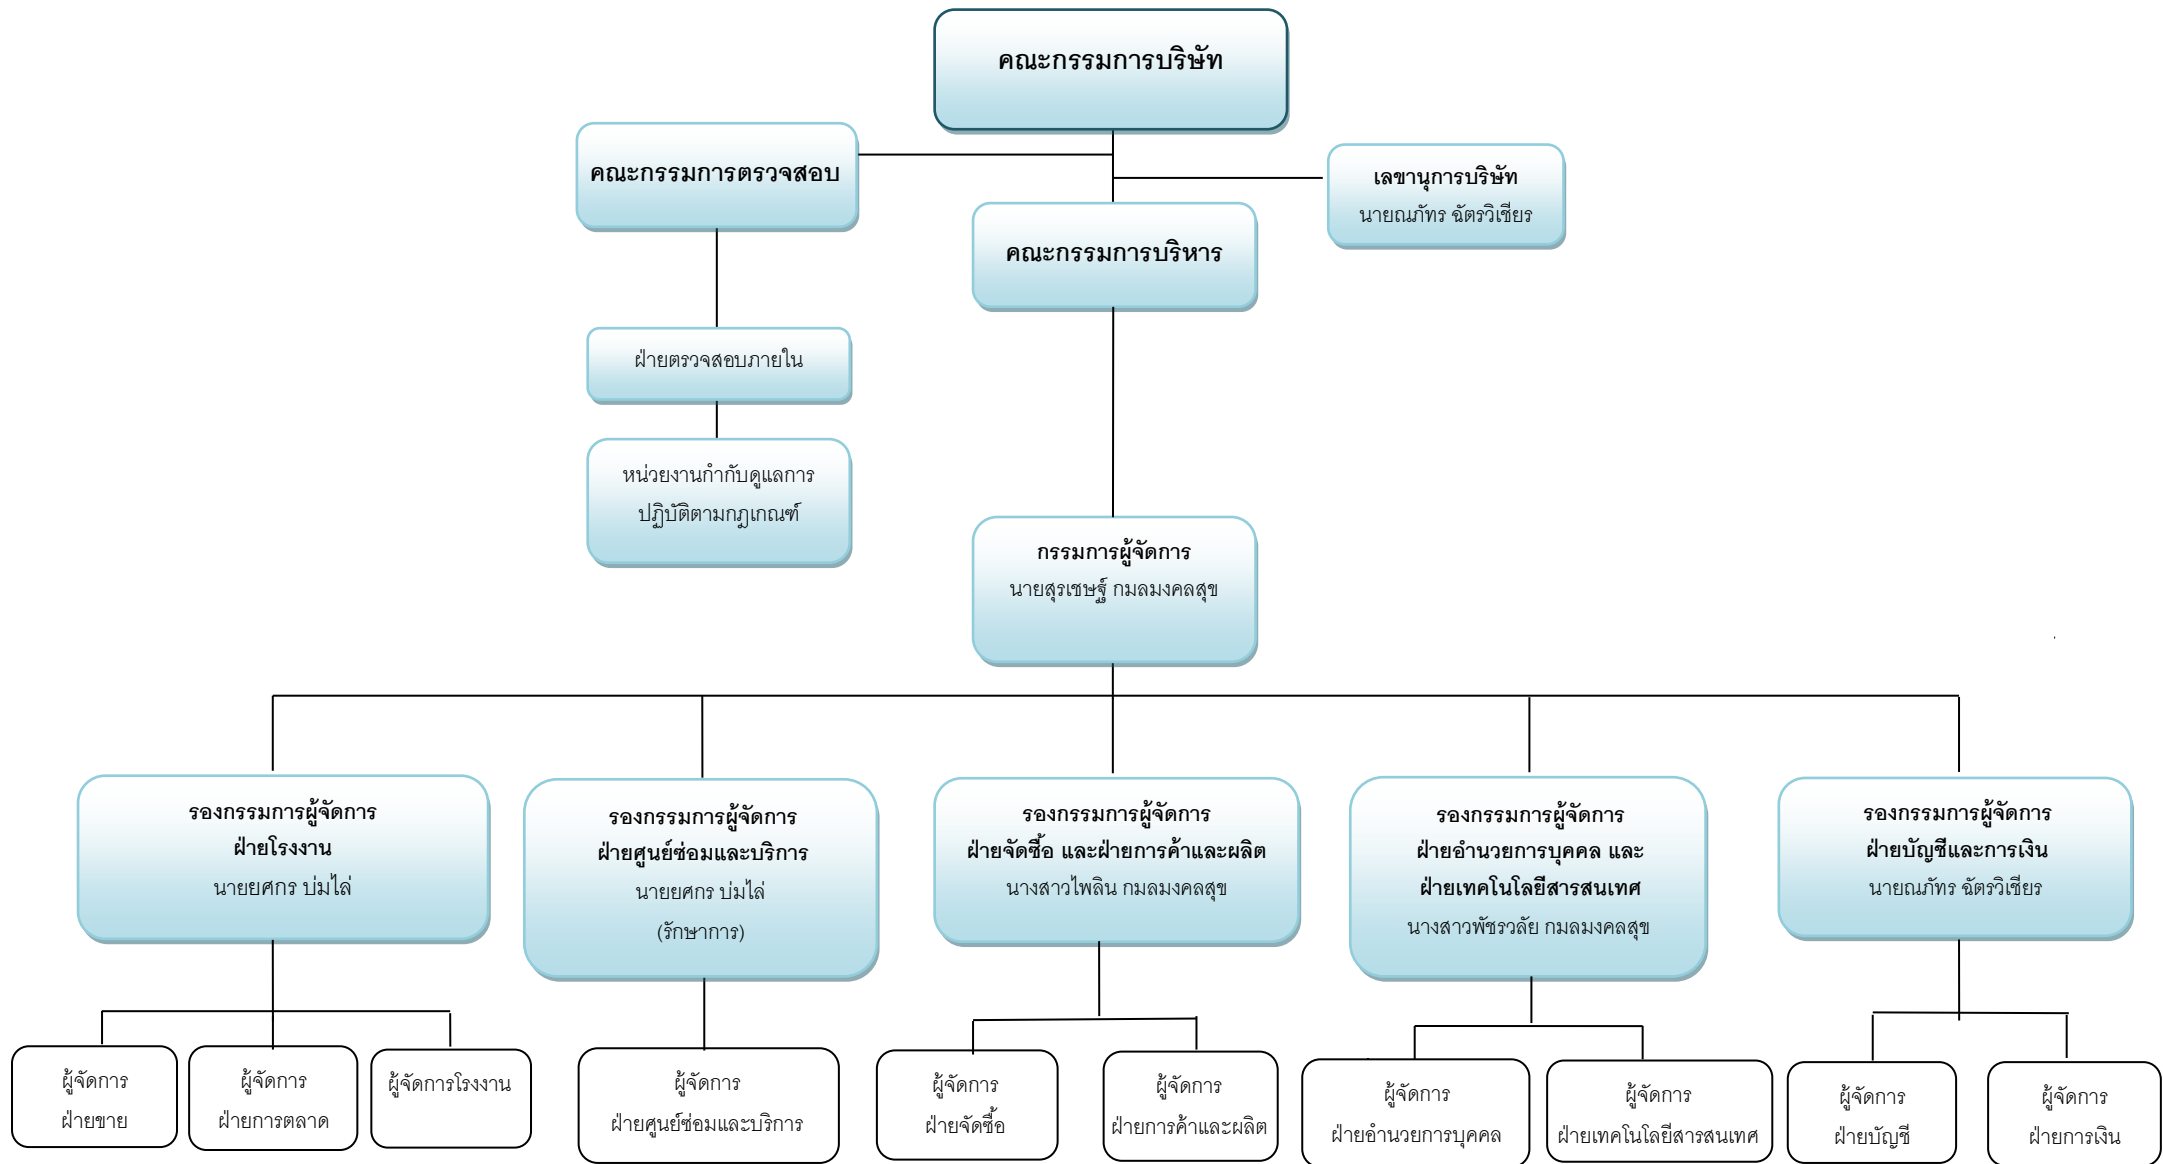 คณะกรรมการบริษัท
คณะกรรมการตรวจสอบ
เลขานุการบริษัท
นายณภัทร ฉัตรวิเชียร
คณะกรรมการบริหาร
ฝ่ายตรวจสอบภายใน
หน่วยงานกำกับดูแลการ
ปฏิบัติตามกฎเกณฑ์
กรรมการผู้จัดการ
นายสุรเชษฐ์ กมลมงคลสุข
รองกรรมการผู้จัดการ
ฝ่ายโรงงาน
นายยศกร บ่มไล่
รองกรรมการผู้จัดการ
ฝ่ายศูนย์ซ่อมและบริการ
นายยศกร บ่มไล่
(รักษาการ)
รองกรรมการผู้จัดการ
ฝ่ายจัดซื้อ และฝ่ายการค้าและผลิต
นางสาวไพลิน กมลมงคลสุข
รองกรรมการผู้จัดการ
ฝ่ายอำนวยการบุคคล และ
ฝ่ายเทคโนโลยีสารสนเทศ
นางสาวพัชรวลัย กมลมงคลสุข
รองกรรมการผู้จัดการ
ฝ่ายบัญชีและการเงิน
นายณภัทร ฉัตรวิเชียร
ผู้จัดการ
ฝ่ายขาย
ผู้จัดการ
ฝ่ายการตลาด
ผู้จัดการโรงงาน
ผู้จัดการ
ฝ่ายศูนย์ซ่อมและบริการ
ผู้จัดการ
ฝ่ายจัดซื้อ
ผู้จัดการ
ฝ่ายการค้าและผลิต
ผู้จัดการ
ฝ่ายอำนวยการบุคคล
ผู้จัดการ
ฝ่ายเทคโนโลยีสารสนเทศ
ผู้จัดการ
ฝ่ายบัญชี
ผู้จัดการ
ฝ่ายการเงิน